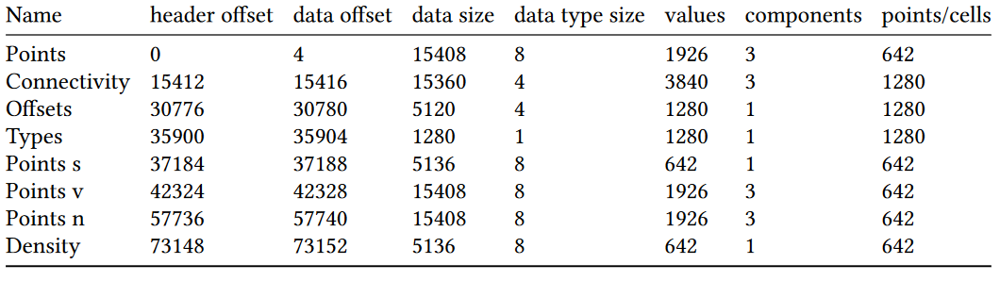 Name header offset data offset data size data type size values components points/cells
Points 0 4 15408 8 1926 3 642
Connectivity 15412 15416 15360 4 3840 3 1280
Offsets 30776 30780 5120 4 1280 1 1280
Types 35900 35904 1280 1 1280 1 1280
Points s 37184 37188 5136 8 642 1 642
Points v 42324 42328 15408 8 1926 3 642
Points n 57736 57740 15408 8 1926 3 642
Density 73148 73152 5136 8 642 1 642